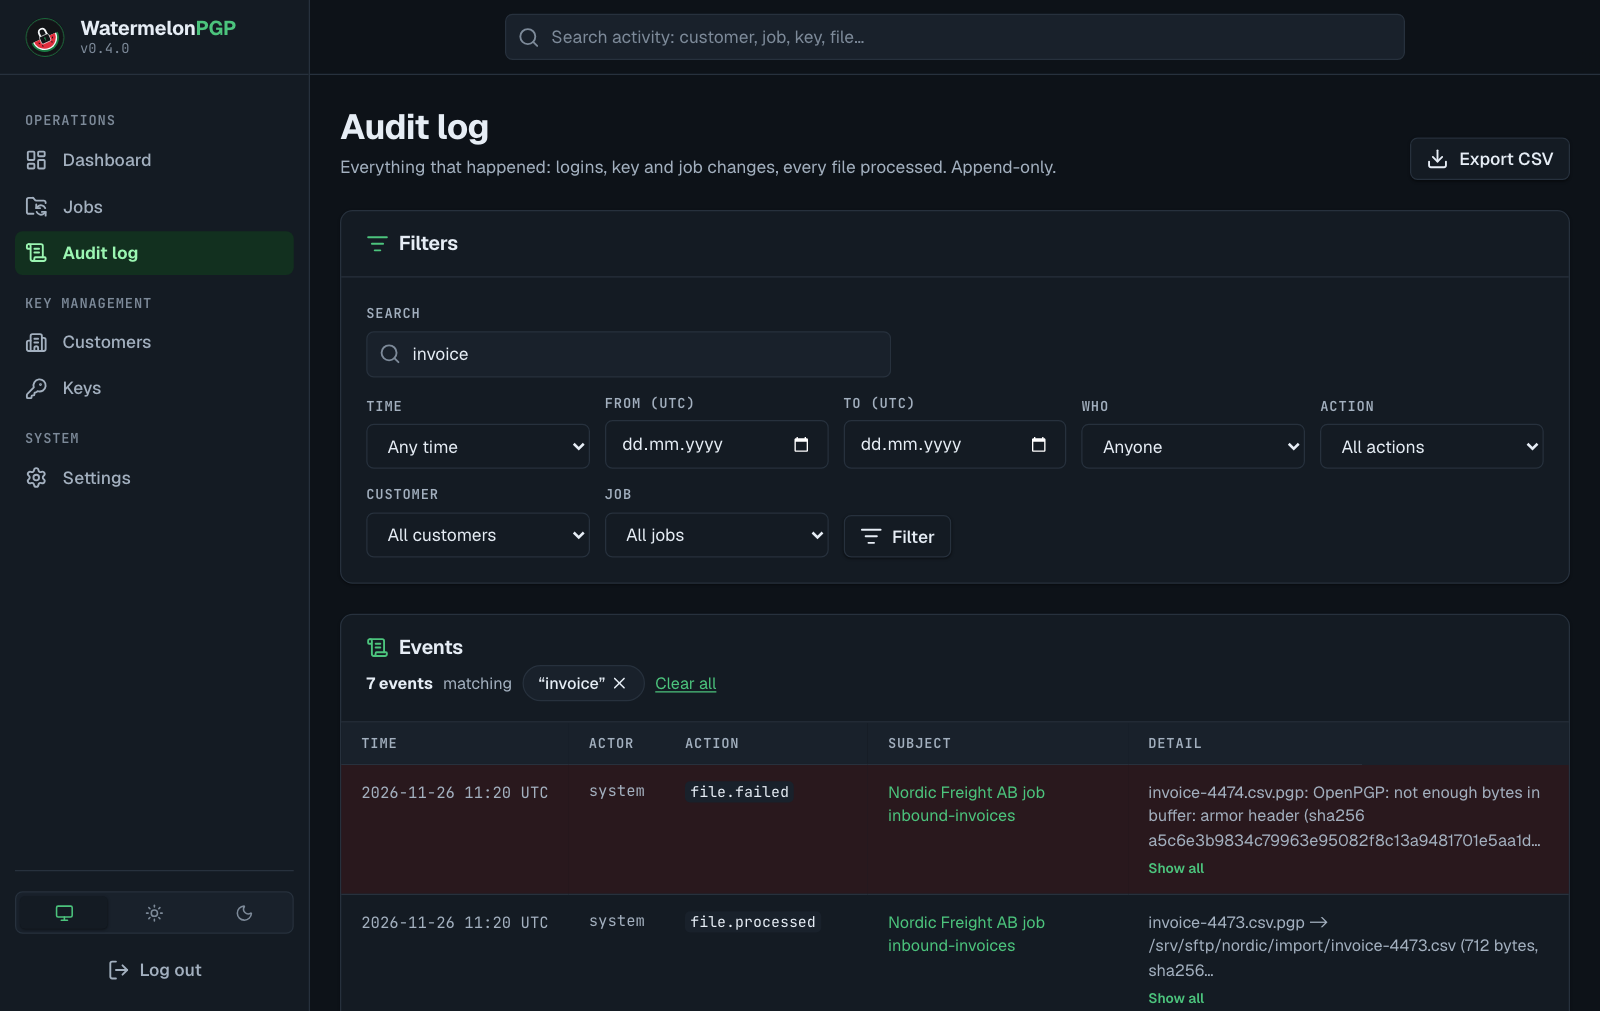 WatermelonPGP
v0.4.0
Search activity: customer, job, key, file...
OPERATIONS
Dashboard
Jobs
Audit log
KEY MANAGEMENT
Customers
Keys
SYSTEM
Settings
Log out
Audit log
Everything that happened: logins, key and job changes, every file processed. Append-only.
Export CSV
Filters
SEARCH
invoice
TIME
FROM (UTC)
TO (UTC)
WHO
ACTION
Any time
dd.mm.yyyy
dd.mm.yyyy
Anyone
All actions
CUSTOMER
JOB
All customers
All jobs
Filter
Events
7 events matching “invoice” × Clear all
TIME ACTOR ACTION SUBJECT DETAIL
2026-11-26 11:20 UTC system file.failed
Nordic Freight AB job
inbound-invoices
invoice-4474.csv.pgp: OpenPGP: not enough bytes in
buffer: armor header (sha256
a5c6e3b9834c79963e95082f8c13a9481701e5aa1d...
Show all
2026-11-26 11:20 UTC system file.processed
Nordic Freight AB job
inbound-invoices
invoice-4473.csv.pgp →
/srv/sftp/nordic/import/invoice-4473.csv (712 bytes,
sha256...
Show all